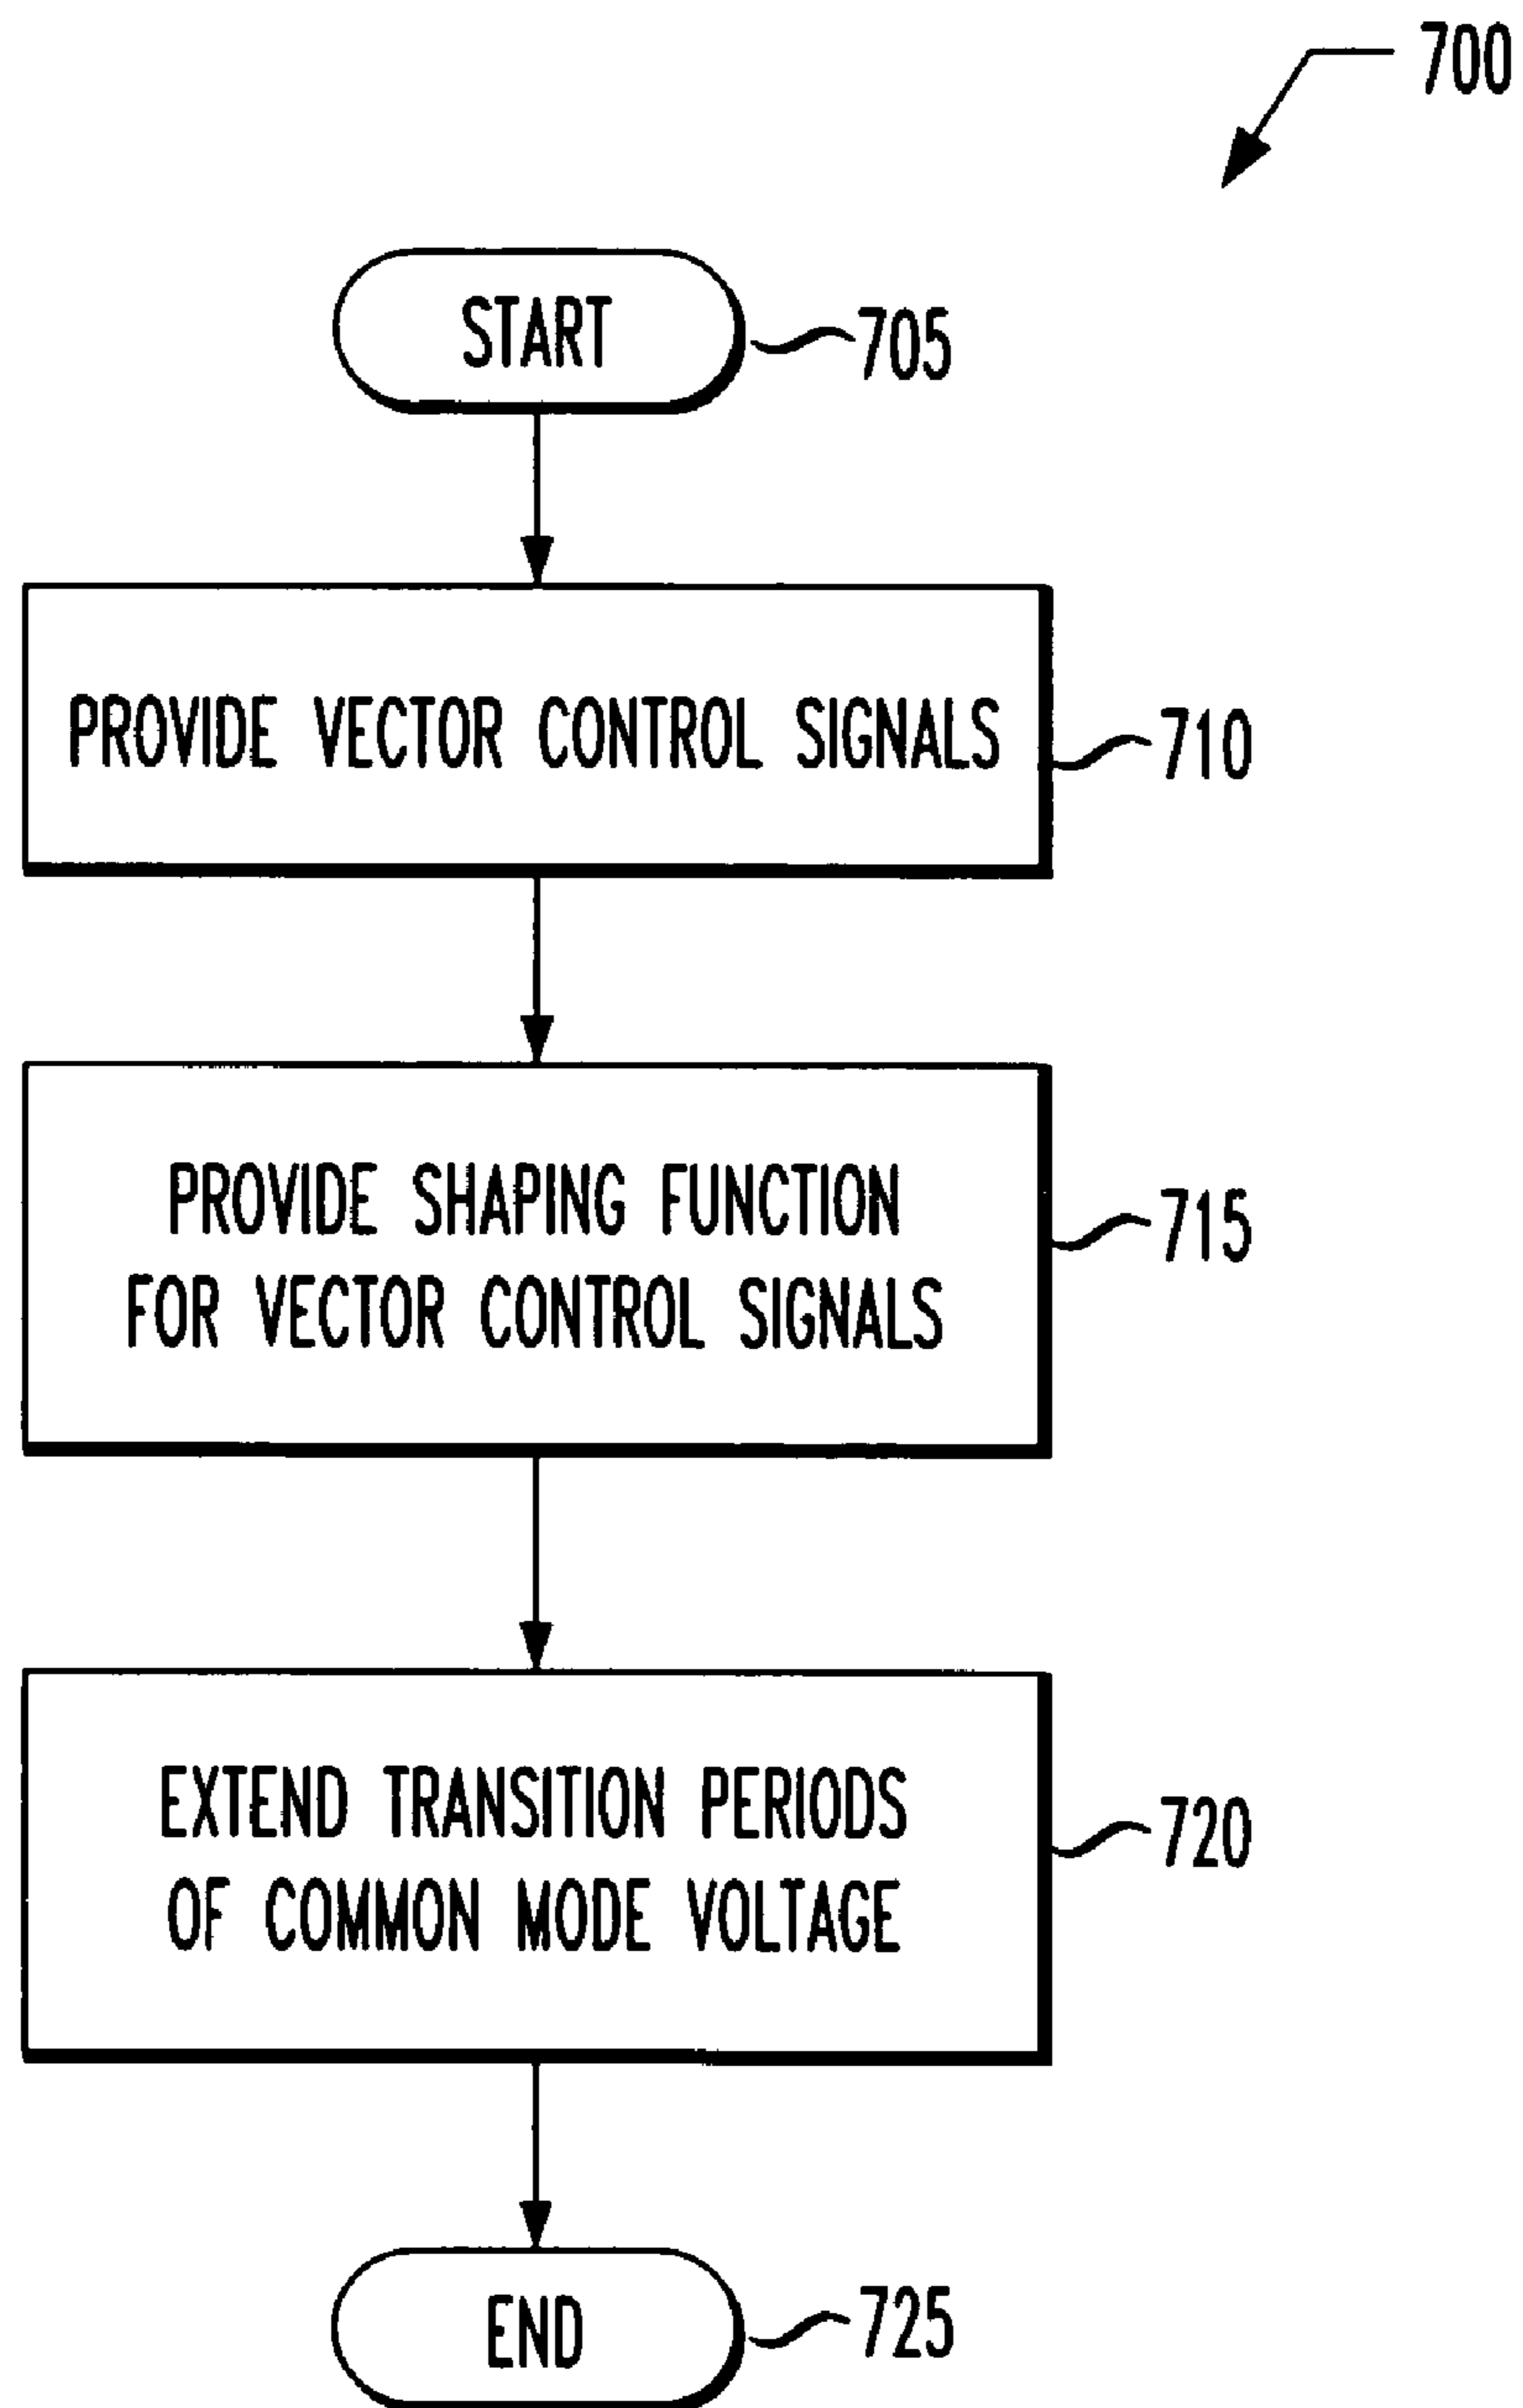 700
START
705
PROVIDE VECTOR CONTROL SIGNALS
710
PROVIDE SHAPING FUNCTION
FOR VECTOR CONTROL SIGNALS
715
EXTEND TRANSITION PERIODS
OF COMMON MODE VOLTAGE
720
END
725